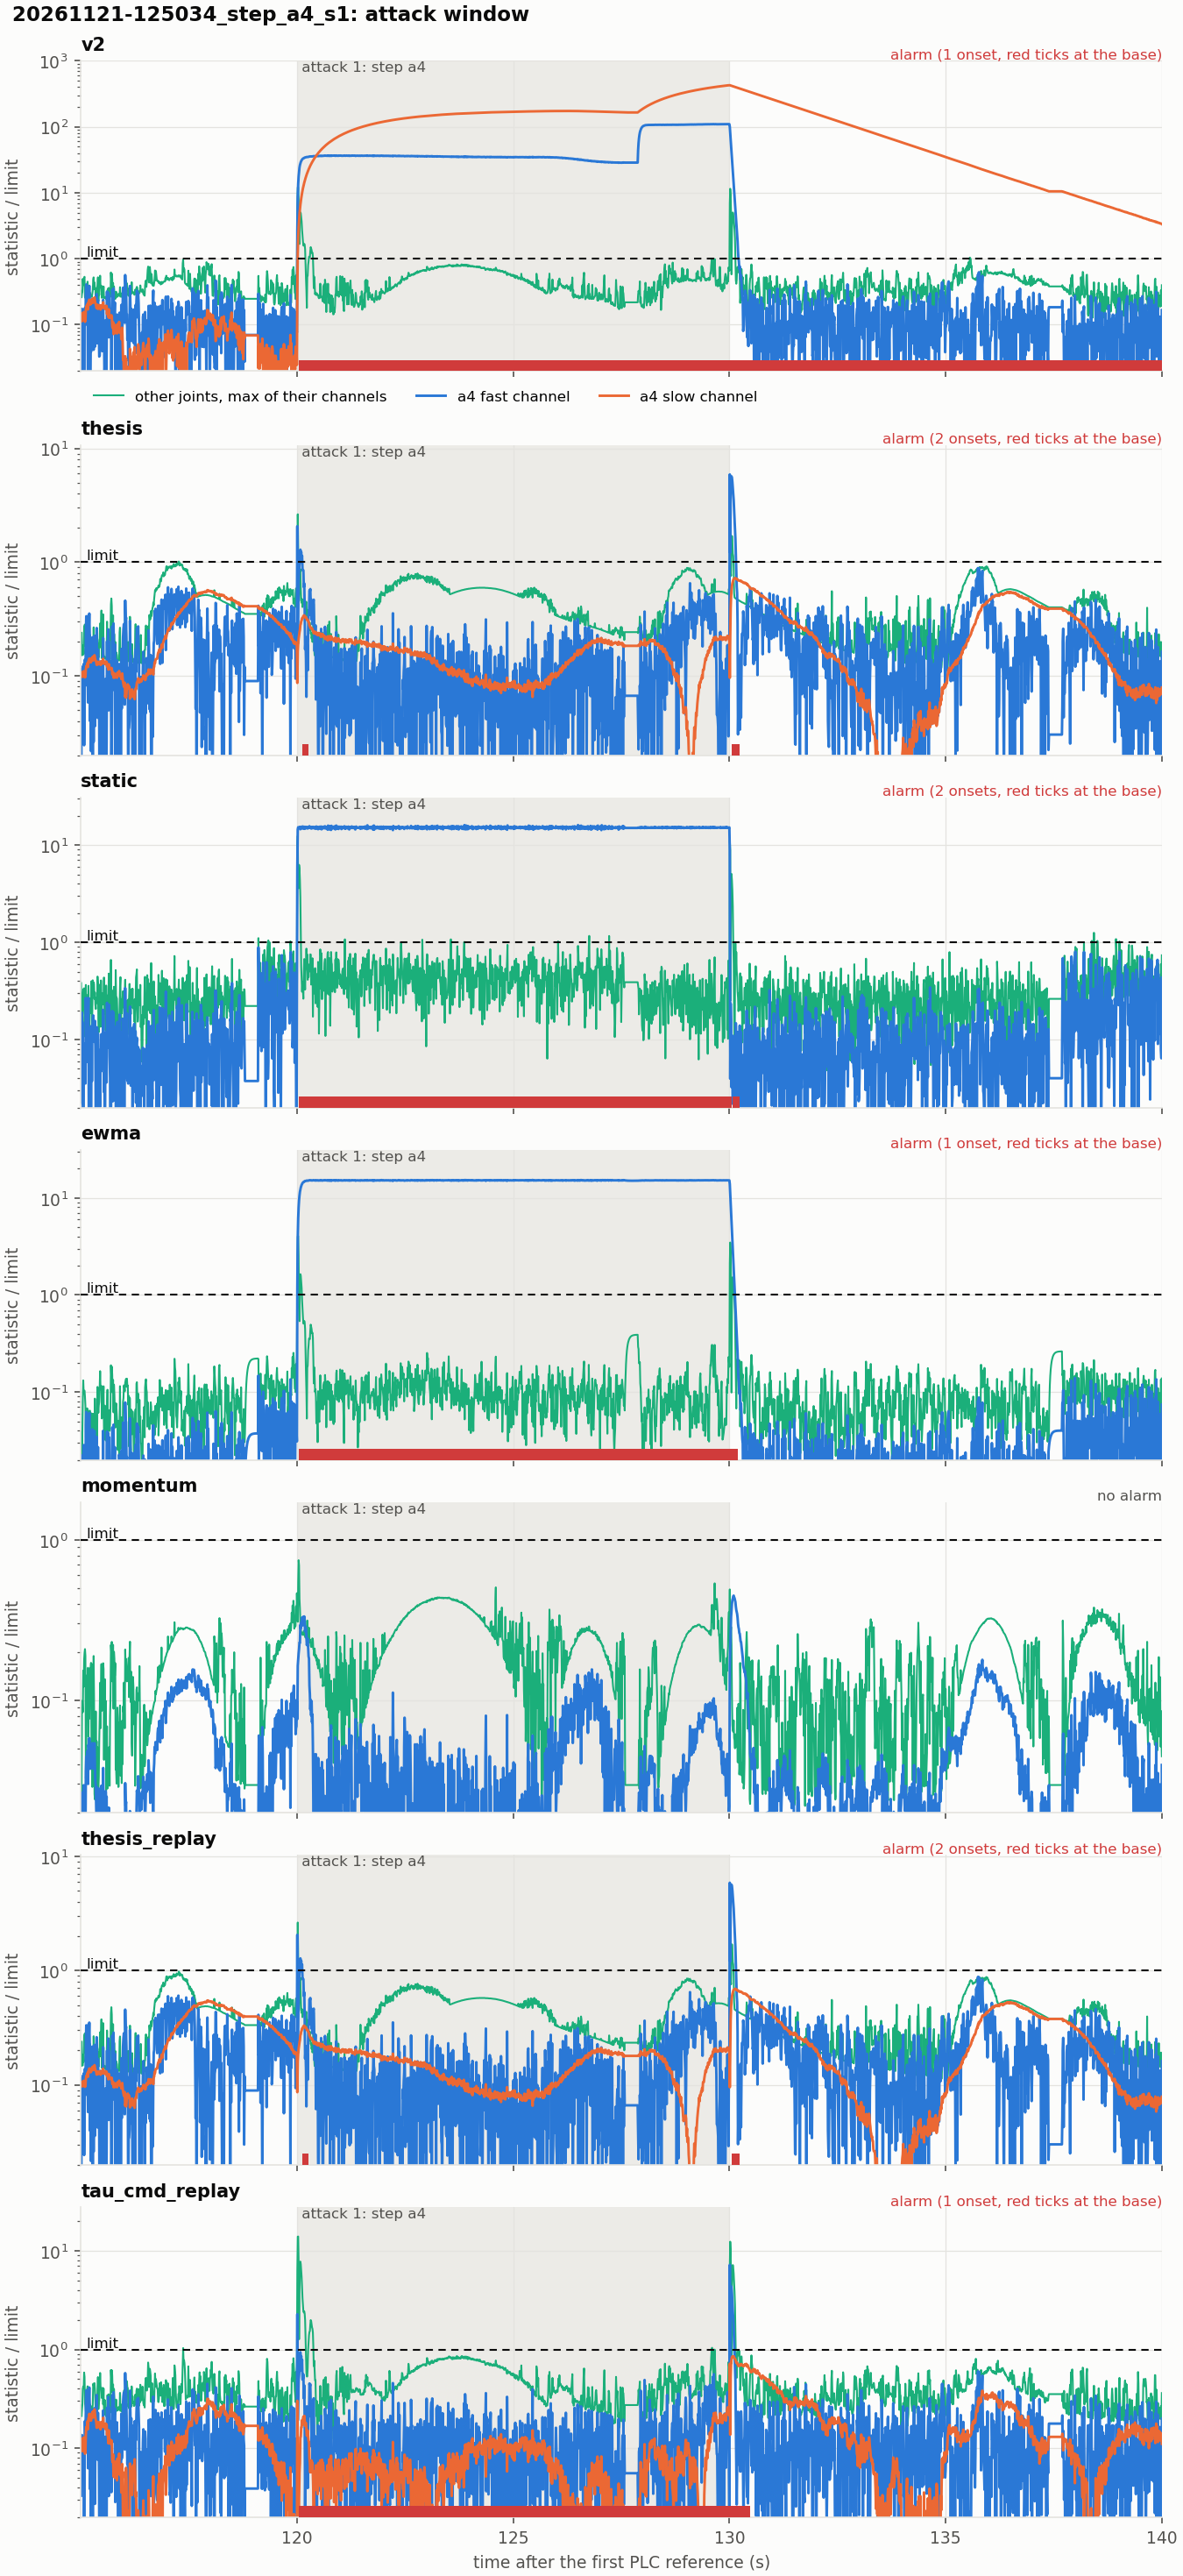 20261121-125034_step_a4_s1: attack window
v2
alarm (1 onset, red ticks at the base)
attack 1: step a4
limit
10³
10²
10¹
10⁰
10⁻¹
statistic / limit
other joints, max of their channels
a4 fast channel
a4 slow channel
thesis
alarm (2 onsets, red ticks at the base)
attack 1: step a4
limit
10¹
10⁰
10⁻¹
statistic / limit
static
alarm (2 onsets, red ticks at the base)
attack 1: step a4
limit
10¹
10⁰
10⁻¹
statistic / limit
ewma
alarm (1 onset, red ticks at the base)
attack 1: step a4
limit
10¹
10⁰
10⁻¹
statistic / limit
momentum
no alarm
attack 1: step a4
limit
10⁰
10⁻¹
statistic / limit
thesis_replay
alarm (2 onsets, red ticks at the base)
attack 1: step a4
limit
10¹
10⁰
10⁻¹
statistic / limit
tau_cmd_replay
alarm (1 onset, red ticks at the base)
attack 1: step a4
limit
10¹
10⁰
10⁻¹
statistic / limit
120 125 130 135 140
time after the first PLC reference (s)